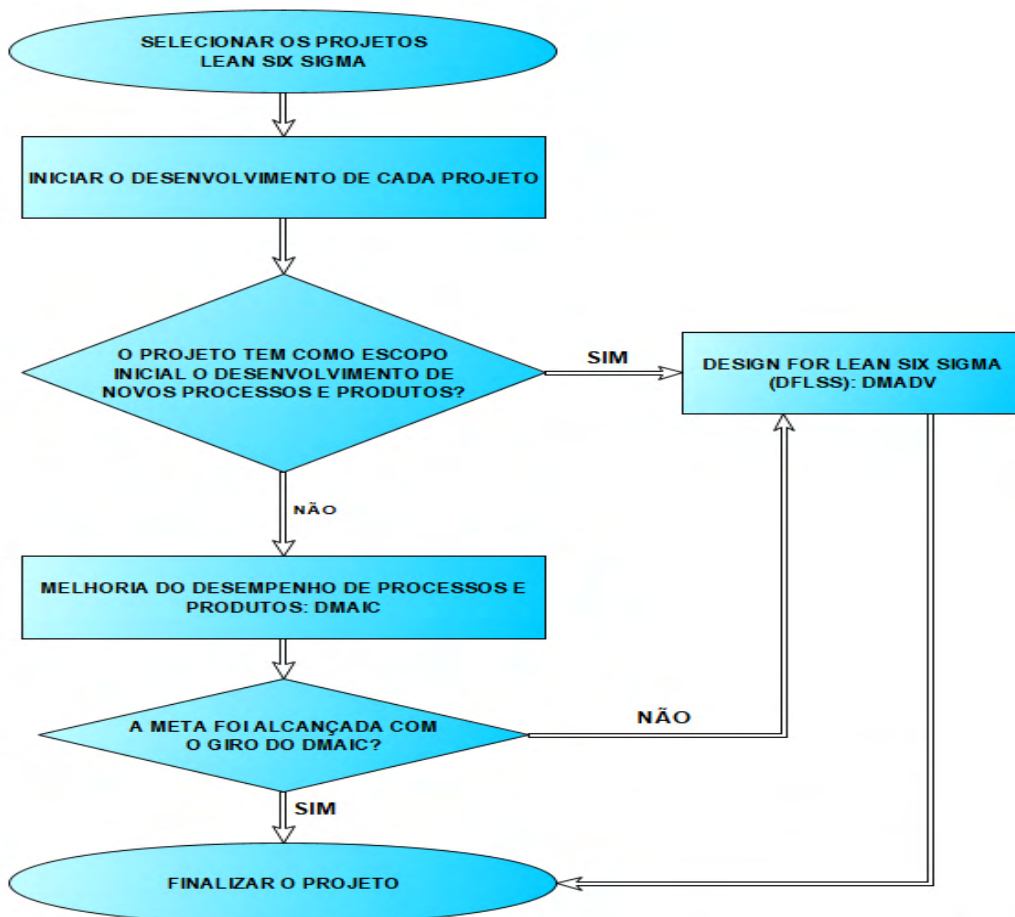 SELECIONAR OS PROJETOS
LEAN SIX SIGMA
INICIAR O DESENVOLVIMENTO DE CADA PROJETO
O PROJETO TEM COMO ESCOPO
INICIAL O DESENVOLVIMENTO DE
NOVOS PROCESSOS E PRODUTOS?
SIM
DESIGN FOR LEAN SIX SIGMA
(DFLSS): DMADV
NÃO
MELHORIA DO DESEMPENHO DE PROCESSOS E
PRODUTOS: DMAIC
A META FOI ALCANÇADA COM
O GIRO DO DMAIC?
NÃO
SIM
FINALIZAR O PROJETO